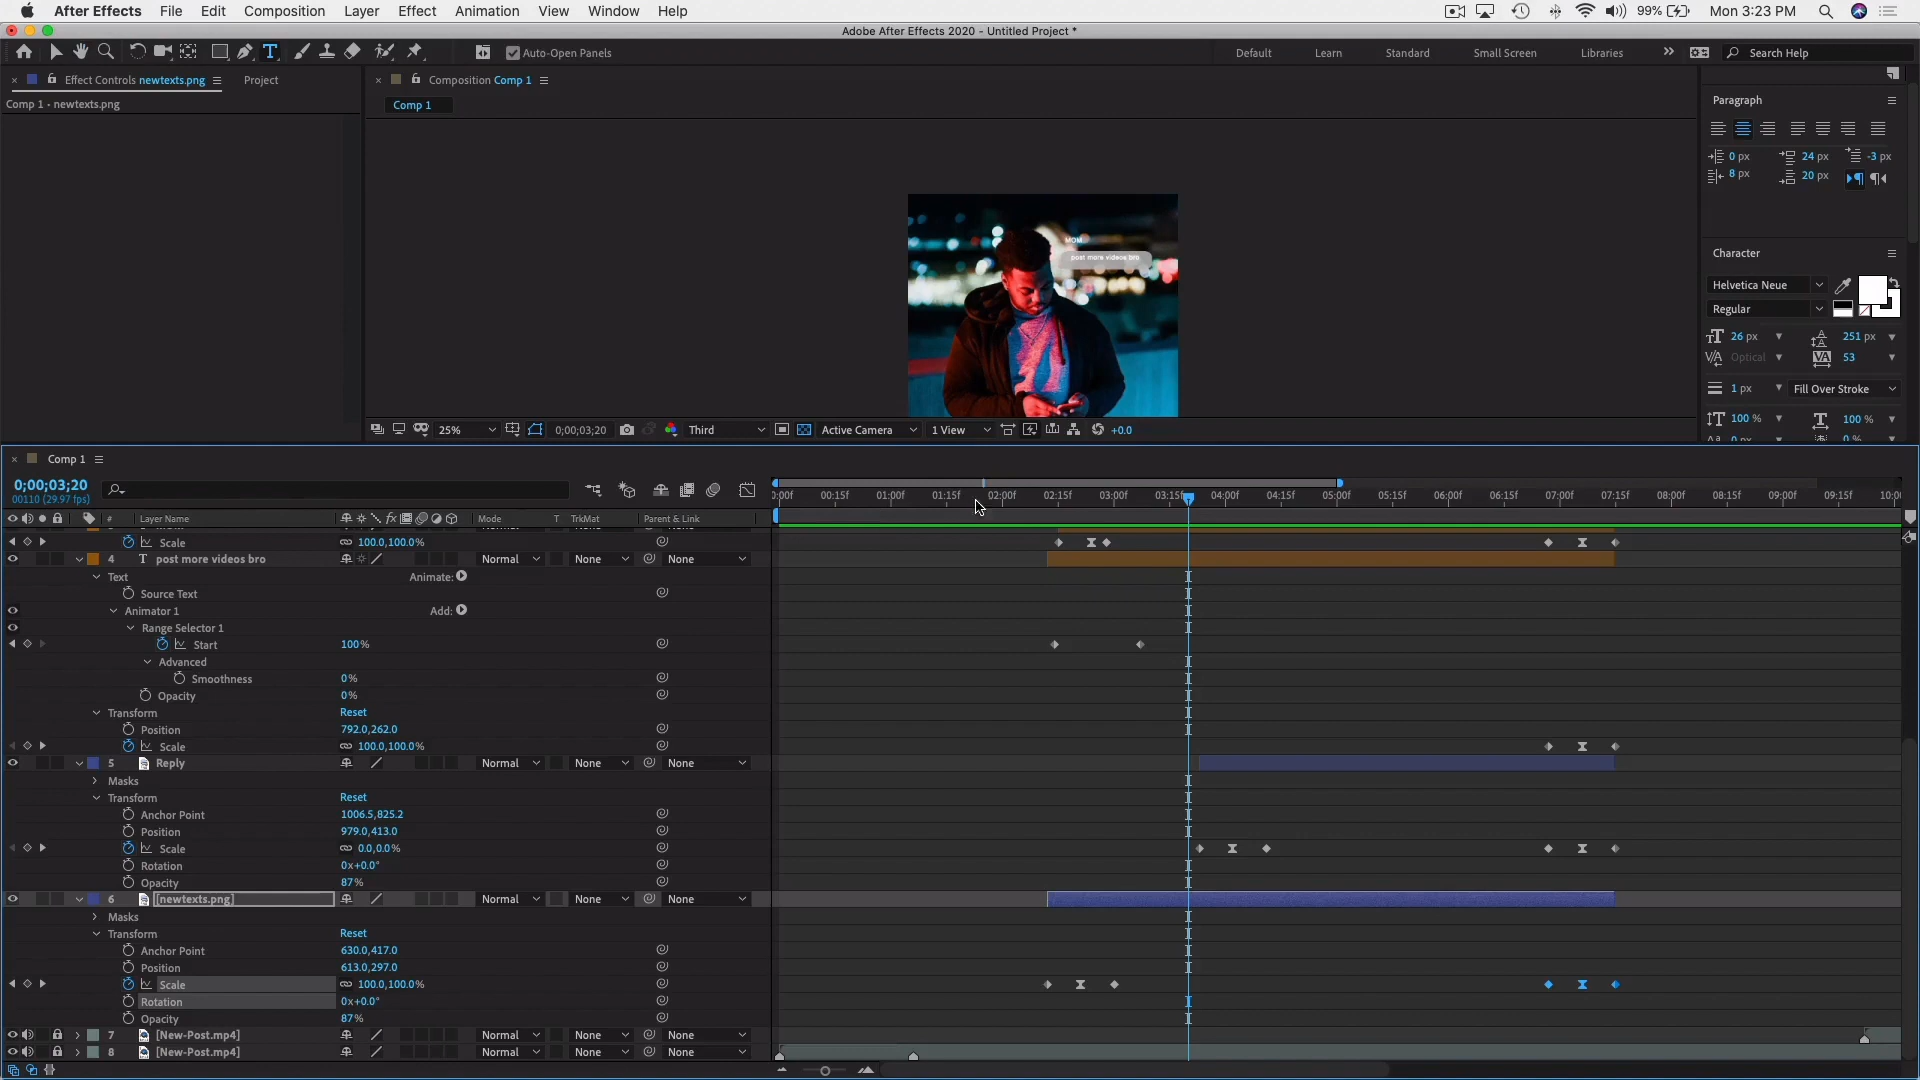 After Effects File Edit Composition Layer Effect Animation View Window Help 99% Mon 3:23 PM
Adobe After Effects 2020 - Untitled Project *
Auto-Open Panels Default Learn Standard Small Screen Libraries Search Help
Effect Controls newtexts.png Project Composition Comp 1
Comp 1 - newtexts.png
Comp 1
Paragraph
0 px 24 px -3 px
8 px 20 px
MOM
post more videos bro
Character
Helvetica Neue
Regular
26 px 251 px
Optical 53
1 px Fill Over Stroke
100 % 100 %
0 px 0 %
25% 0;00;03;20 Third Active Camera 1 View +0.0
Comp 1
0;00;03;20
00110 (29.97 fps)
0:00f 00:15f 01:00f 01:15f 02:00f 02:15f 03:00f 03:15f 04:00f 04:15f 05:00f 05:15f 06:00f 06:15f 07:00f 07:15f 08:00f 08:15f 09:00f 09:15f 10:0
# Layer Name Mode T TrkMat Parent & Link
Scale 100.0,100.0%
4 T post more videos bro Normal None None
Text Animate:
Source Text
Animator 1 Add:
Range Selector 1
Start 100%
Advanced
Smoothness 0%
Opacity 0%
Transform Reset
Position 792.0,262.0
Scale 100.0,100.0%
5 Reply Normal None None
Masks
Transform Reset
Anchor Point 1006.5,825.2
Position 979.0,413.0
Scale 0.0,0.0%
Rotation 0x+0.0°
Opacity 87%
6 [newtexts.png] Normal None None
Masks
Transform Reset
Anchor Point 630.0,417.0
Position 613.0,297.0
Scale 100.0,100.0%
Rotation 0x+0.0°
Opacity 87%
7 [New-Post.mp4] Normal None None
8 [New-Post.mp4] Normal None None